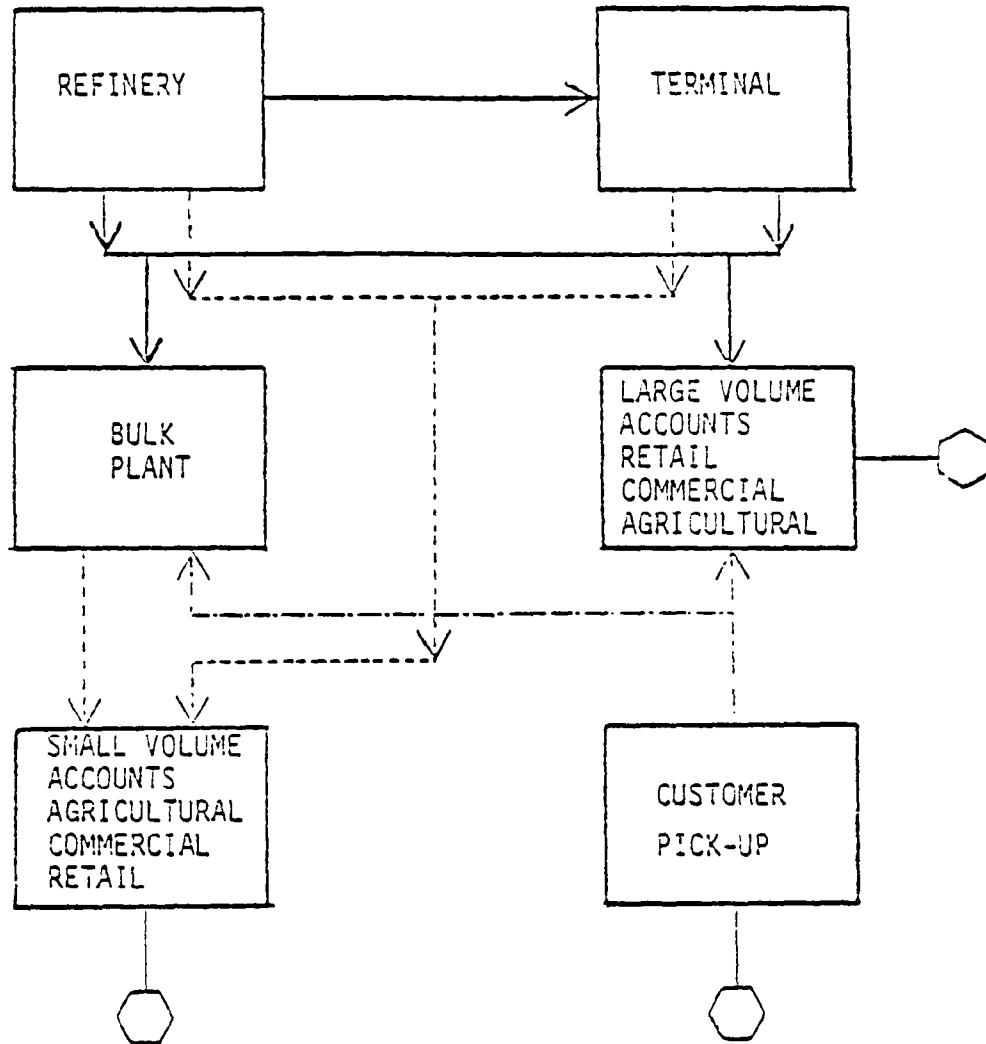 REFINERY
TERMINAL
BULK
PLANT
LARGE VOLUME
ACCOUNTS
RETAIL
COMMERCIAL
AGRICULTURAL
SMALL VOLUME
ACCOUNTS
AGRICULTURAL
COMMERCIAL
RETAIL
CUSTOMER
PICK-UP